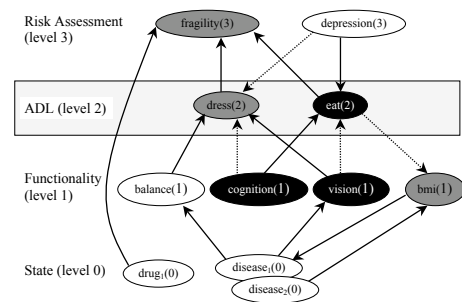 Risk Assessment
(level 3)
fragility(3)
depression(3)
ADL (level 2)
dress(2)
eat(2)
Functionality
(level 1)
balance(1)
cognition(1)
vision(1)
bmi(1)
State (level 0)
drug₁(0)
disease₁(0)
disease₂(0)